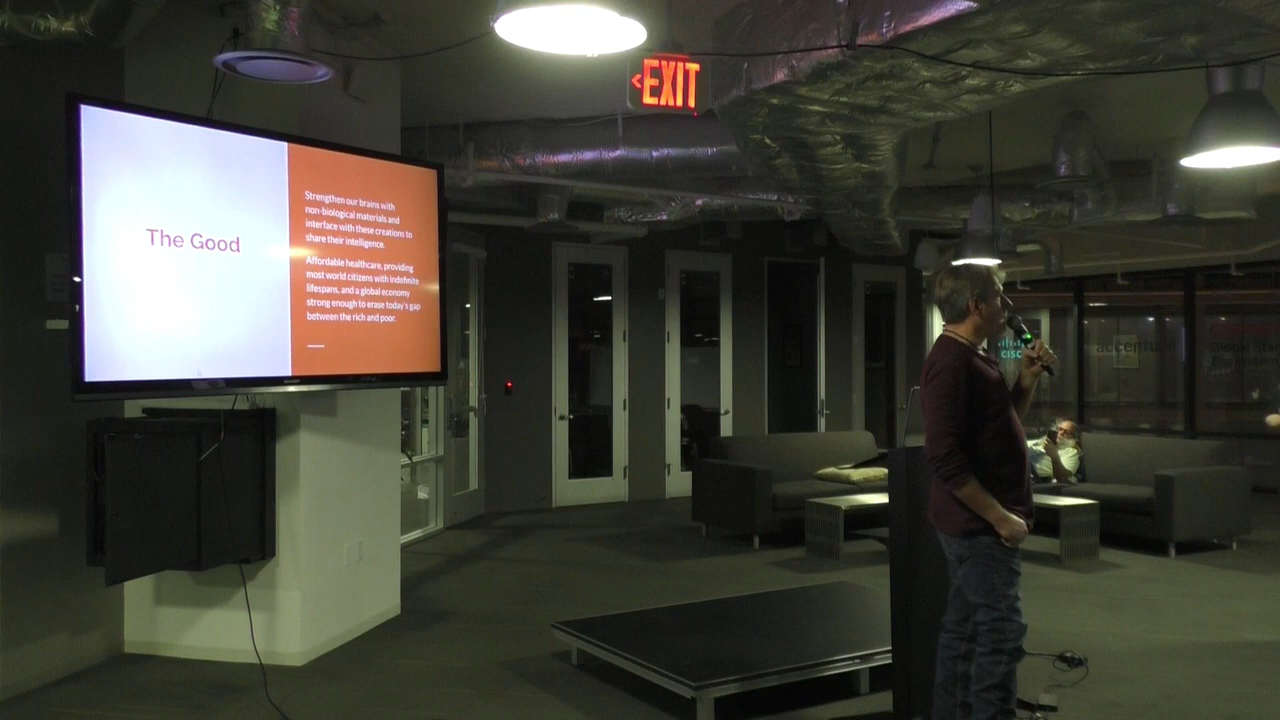 EXIT
The Good
Strengthen our brains with
non-biological materials and
interface with these creations to
share their intelligence.
Affordable healthcare, providing
most world citizens with indefinite
lifespans, and a global economy
strong enough to erase today's gap
between the rich and poor.
CISCO
accenture